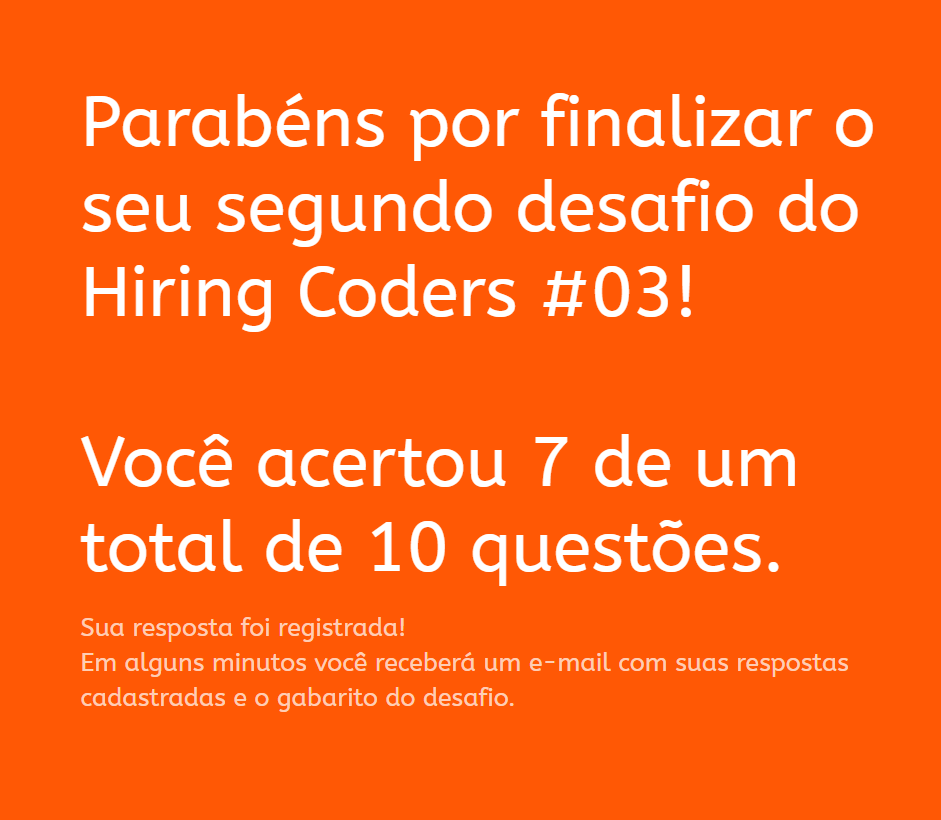 Parabéns por finalizar o
seu segundo desafio do
Hiring Coders #03!
Você acertou 7 de um
total de 10 questões.
Sua resposta foi registrada!
Em alguns minutos você receberá um e-mail com suas respostas
cadastradas e o gabarito do desafio.